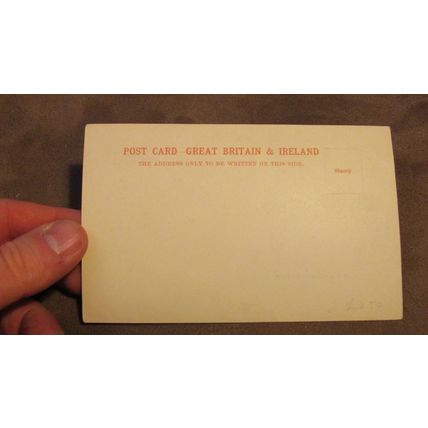 POST CARD—GREAT BRITAIN & IRELAND
THE ADDRESS ONLY TO BE WRITTEN ON THIS SIDE.